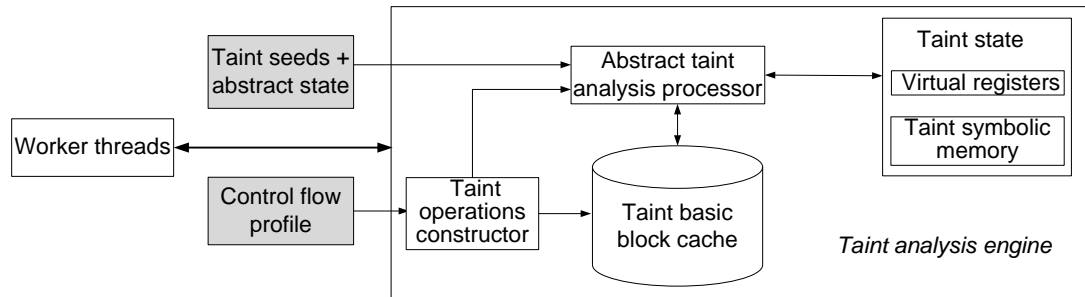 Taint seeds +
abstract state
Abstract taint
analysis processor
Taint state
Virtual registers
Taint symbolic
memory
Worker threads
Control flow
profile
Taint
operations
constructor
Taint basic
block cache
Taint analysis engine